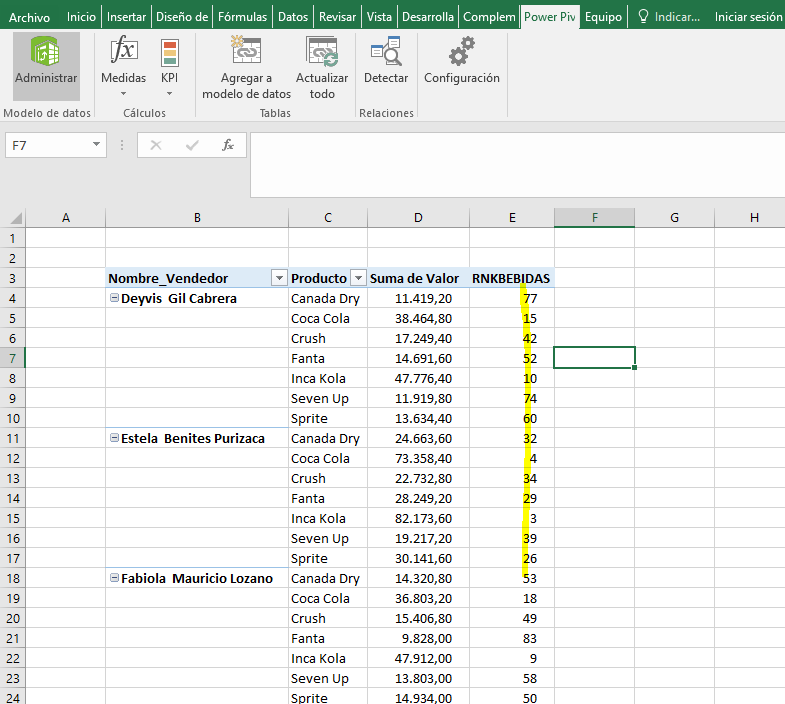 Archivo Inicio Insertar Diseño de Fórmulas Datos Revisar Vista Desarrolla Complem Power Piv Equipo Indicar... Iniciar sesión
Administrar Medidas KPI Agregar a modelo de datos Actualizar todo Detectar Configuración
Modelo de datos Cálculos Tablas Relaciones
F7 fx
A B C D E F G H
1
2
3 Nombre_Vendedor Producto Suma de Valor RNKBEBIDAS
4 Deyvis Gil Cabrera Canada Dry 11.419,20 77
5 Coca Cola 38.464,80 15
6 Crush 17.249,40 42
7 Fanta 14.691,60 52
8 Inca Kola 47.776,40 10
9 Seven Up 11.919,80 74
10 Sprite 13.634,40 60
11 Estela Benites Purizaca Canada Dry 24.663,60 32
12 Coca Cola 73.358,40 4
13 Crush 22.732,80 34
14 Fanta 28.249,20 29
15 Inca Kola 82.173,60 3
16 Seven Up 19.217,20 39
17 Sprite 30.141,60 26
18 Fabiola Mauricio Lozano Canada Dry 14.320,80 53
19 Coca Cola 36.803,20 18
20 Crush 15.406,80 49
21 Fanta 9.828,00 83
22 Inca Kola 47.912,00 9
23 Seven Up 13.803,00 58
24 Sprite 14.934,00 50